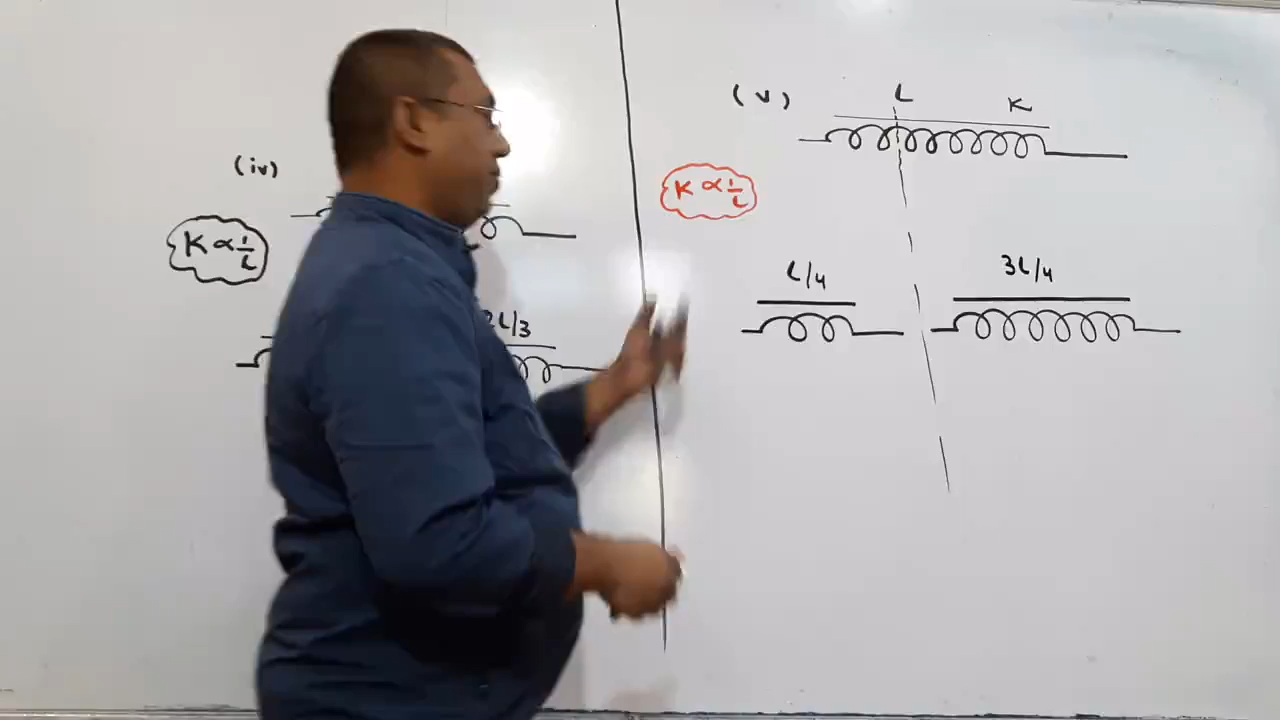 (iv)
K ∝ 1/L
2L/3
(v)
L
K
K ∝ 1/L
L/4
3L/4